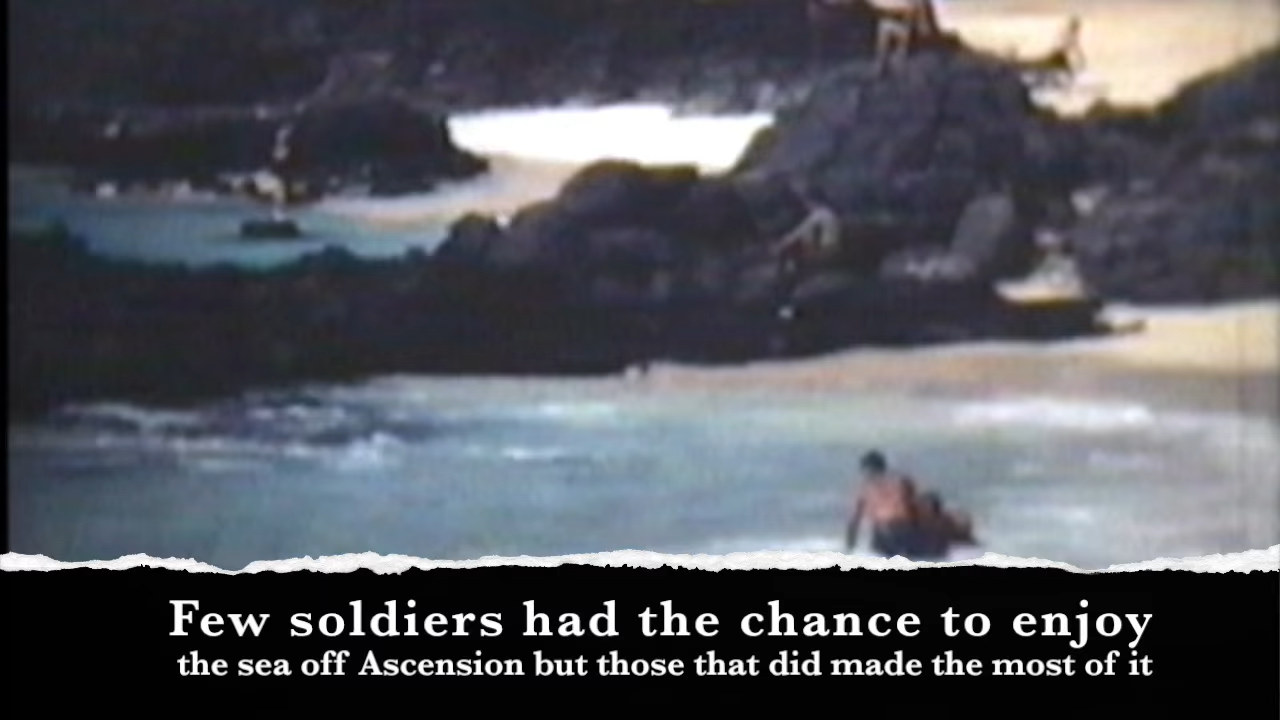 Few soldiers had the chance to enjoy
the sea off Ascension but those that did made the most of it